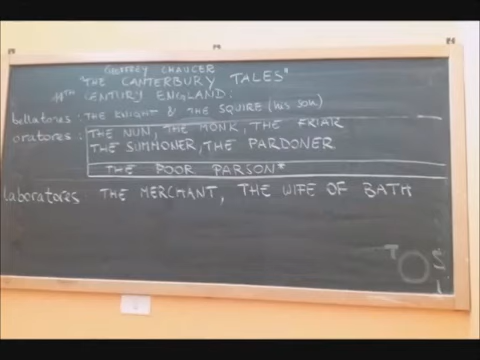 GEOFFREY CHAUCER
"THE CANTERBURY TALES"
14TH CENTURY ENGLAND:
bellatores: THE KNIGHT & THE SQUIRE (his son)
oratores: THE NUN, THE MONK, THE FRIAR
THE SUMMONER, THE PARDONER
THE POOR PARSON*
laboratores THE MERCHANT, THE WIFE OF BATH